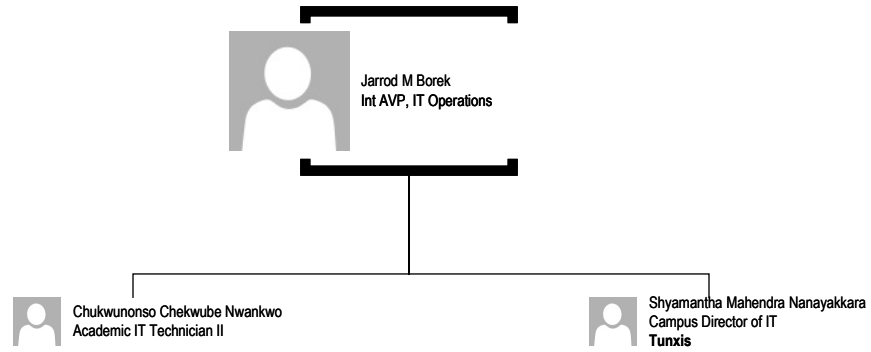 Jarrod M Borek
Int AVP, IT Operations
Chukwunonso Chekwube Nwankwo
Academic IT Technician II
Shyamantha Mahendra Nanayakkara
Campus Director of IT
Tunxis